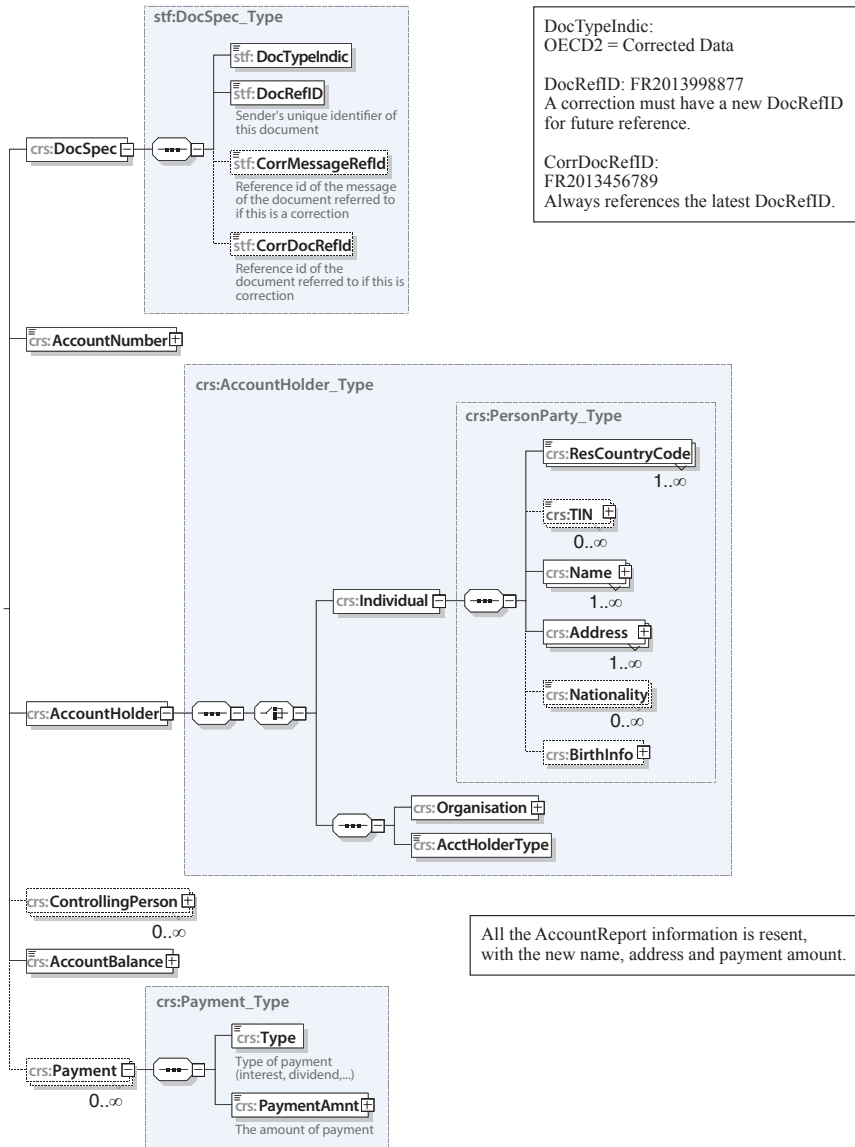 stf:DocSpec_Type
stf:DocTypeIndic
stf:DocRefID
Sender's unique identifier of
this document
crs:DocSpec
stf:CorrMessageRefId
Reference id of the message
of the document referred to
if this is a correction
stf:CorrDocRefId
Reference id of the
document referred to if this is
correction
DocTypeIndic:
OECD2 = Corrected Data
DocRefID: FR2013998877
A correction must have a new DocRefID
for future reference.
CorrDocRefID:
FR2013456789
Always references the latest DocRefID.
crs:AccountNumber
crs:AccountHolder_Type
crs:PersonParty_Type
crs:ResCountryCode
1..∞
crs:TIN
0..∞
crs:Name
1..∞
crs:Individual
crs:Address
1..∞
crs:Nationality
0..∞
crs:BirthInfo
crs:AccountHolder
crs:Organisation
crs:AcctHolderType
crs:ControllingPerson
0..∞
crs:AccountBalance
All the AccountReport information is resent,
with the new name, address and payment amount.
crs:Payment_Type
crs:Type
Type of payment
(interest, dividend,...)
crs:Payment
0..∞
crs:PaymentAmnt
The amount of payment